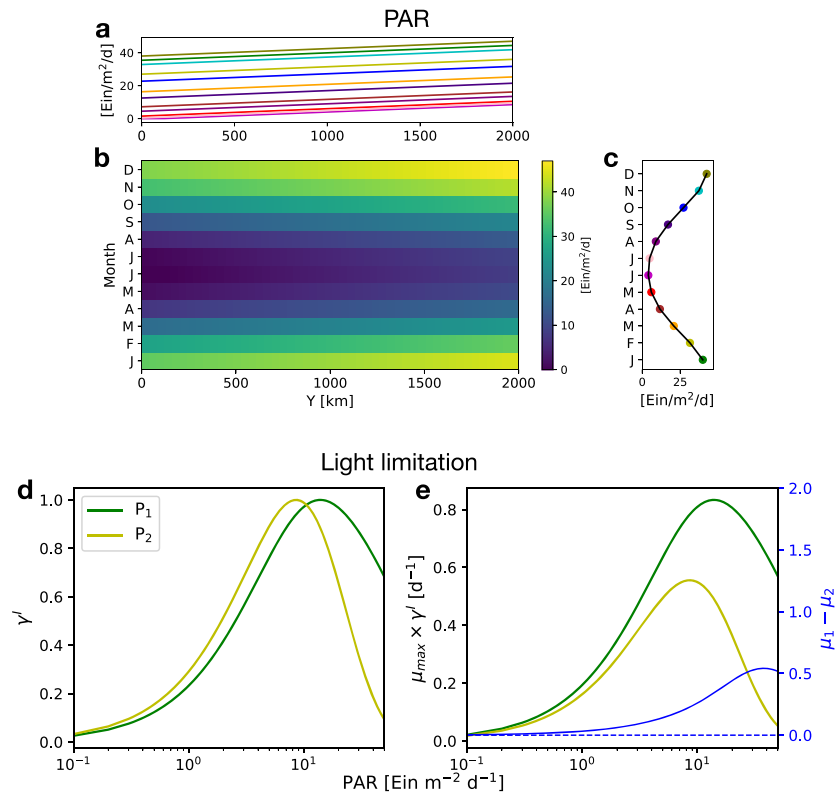 PAR
a
[Ein/m²/d]
40
20
0
0 500 1000 1500 2000
b
Month
D
N
O
S
A
J
J
M
A
M
F
J
0 500 1000 1500 2000
Y [km]
40
30
20
10
0
[Ein/m²/d]
c
D
N
O
S
A
J
J
M
A
M
F
J
0 25
[Ein/m²/d]
Light limitation
d
P₁
P₂
γᴵ
1.0
0.8
0.6
0.4
0.2
0.0
10⁻¹ 10⁰ 10¹
PAR [Ein m⁻² d⁻¹]
e
μₘₐₓ × γᴵ [d⁻¹]
0.8
0.6
0.4
0.2
0.0
10⁻¹ 10⁰ 10¹
2.0
1.5
1.0
0.5
0.0
μ₁ − μ₂